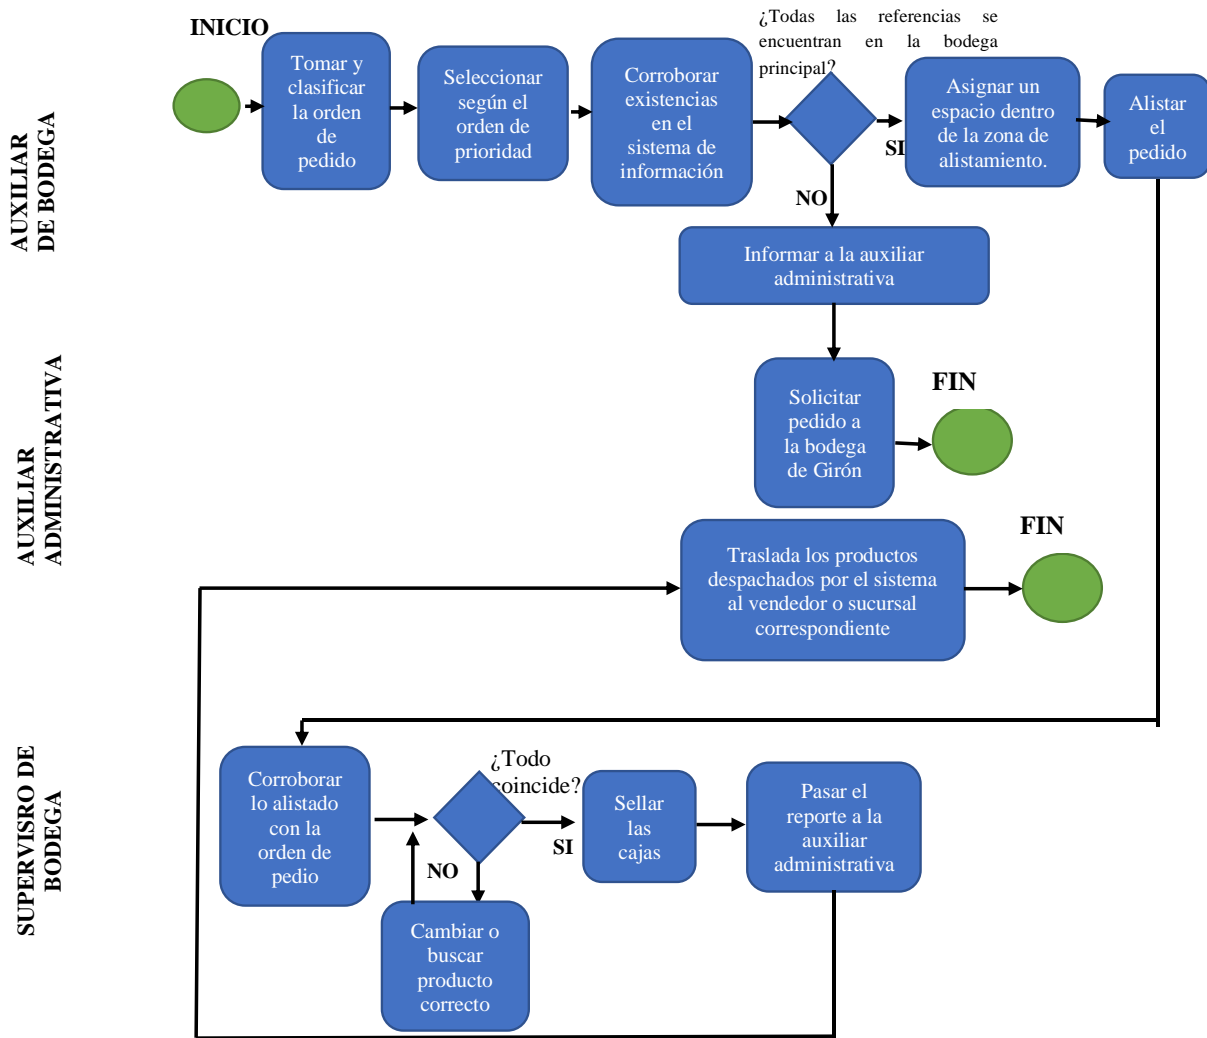 INICIO
¿Todas las referencias se
encuentran en la bodega
principal?
Tomar y
clasificar
la orden
de
pedido
Seleccionar
según el
orden de
prioridad
Corroborar
existencias
en el
sistema de
información
SI
Asignar un
espacio dentro
de la zona de
alistamiento.
Alistar
el
pedido
NO
AUXILIAR
DE BODEGA
Informar a la auxiliar
administrativa
AUXILIAR
ADMINISTRATIVA
Solicitar
pedido a
la bodega
de Girón
FIN
Traslada los productos
despachados por el sistema
al vendedor o sucursal
correspondiente
FIN
SUPERVISRO DE
BODEGA
Corroborar
lo alistado
con la
orden de
pedio
¿Todo
coincide?
SI
NO
Sellar
las
cajas
Pasar el
reporte a la
auxiliar
administrativa
Cambiar o
buscar
producto
correcto